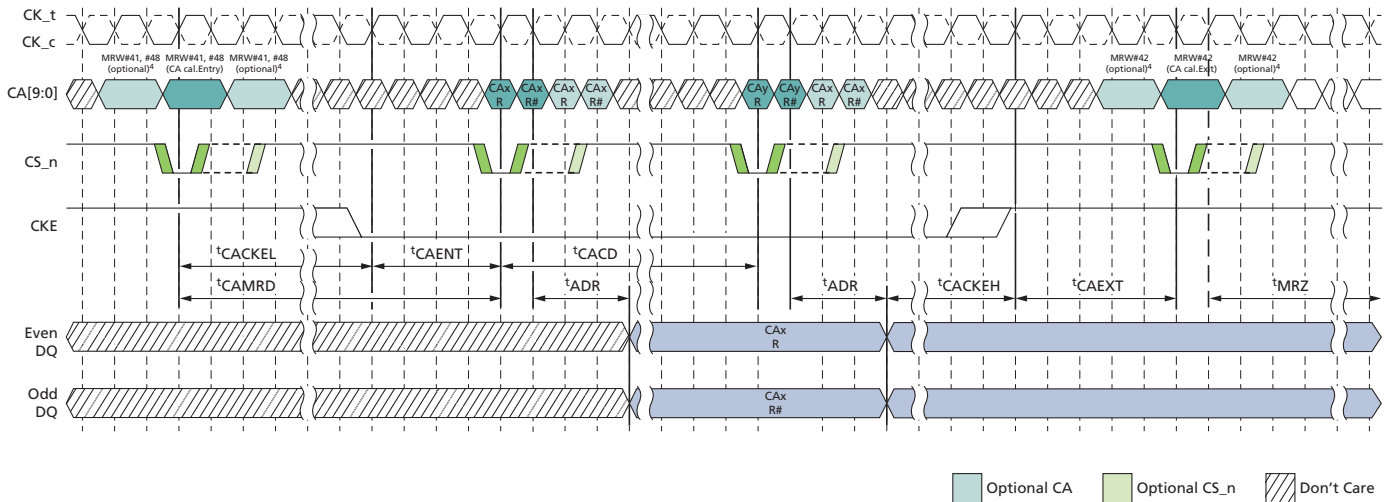 CK_t
CK_c
MRW#41, #48 (optional)4
MRW#41, #48 (CA cal.Entry)
MRW#41, #48 (optional)4
MRW#42 (optional)4
MRW#42 (CA cal.Exit)
MRW#42 (optional)4
CA[9:0]
CAx R
CAx R#
CAx R
CAx R#
CAy R
CAy R#
CAx R
CAx R#
CS_n
CKE
tCACKEL
tCAENT
tCACD
tCAMRD
tADR
tADR
tCACKEH
tCAEXT
tMRZ
Even DQ
CAx R
Odd DQ
CAx R#
Optional CA
Optional CS_n
Don't Care